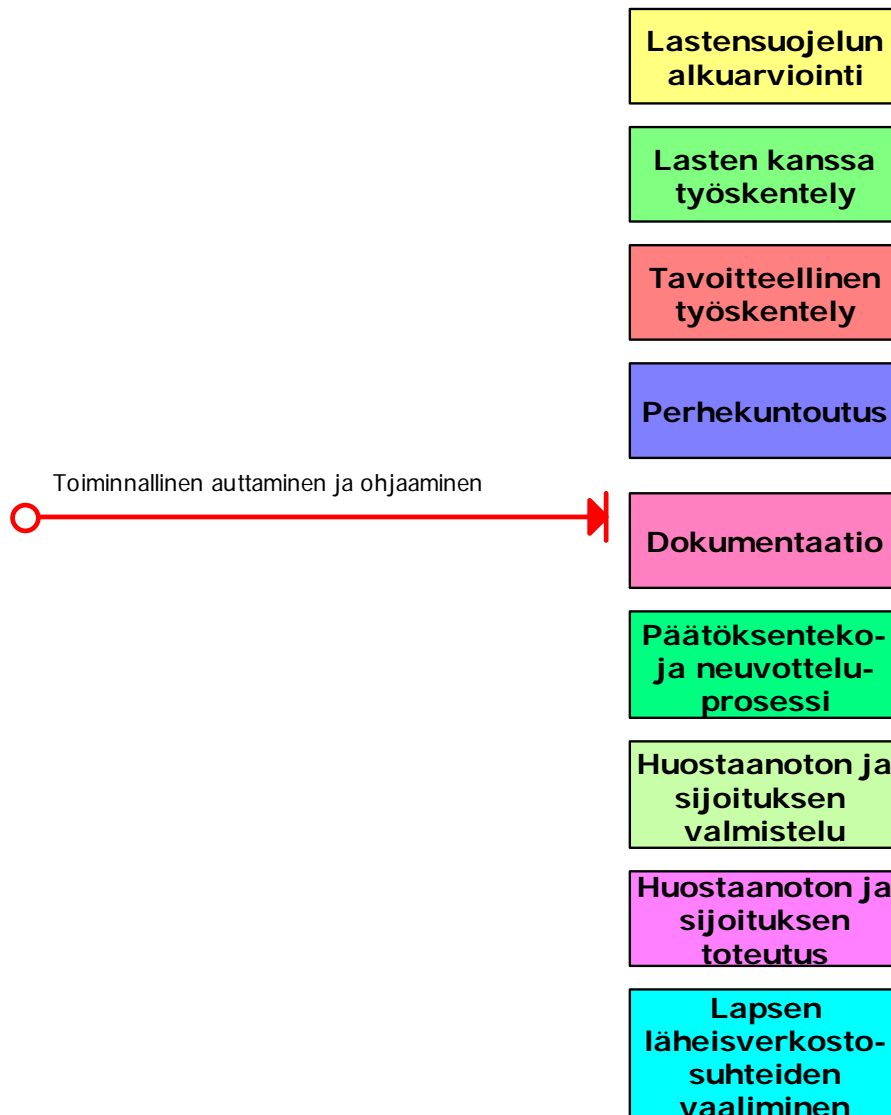 Lastensuojelun
alkuarviointi
Lasten kanssa
työskentely
Tavoitteellinen
työskentely
Perhekuntoutus
Toiminnallinen auttaminen ja ohjaaminen
Dokumentaatio
Päätöksenteko-
ja neuvottelu-
prosessi
Huostaanoton ja
sijoituksen
valmistelu
Huostaanoton ja
sijoituksen
toteutus
Lapsen
läheisverkosto-
suhteiden
vaaliminen